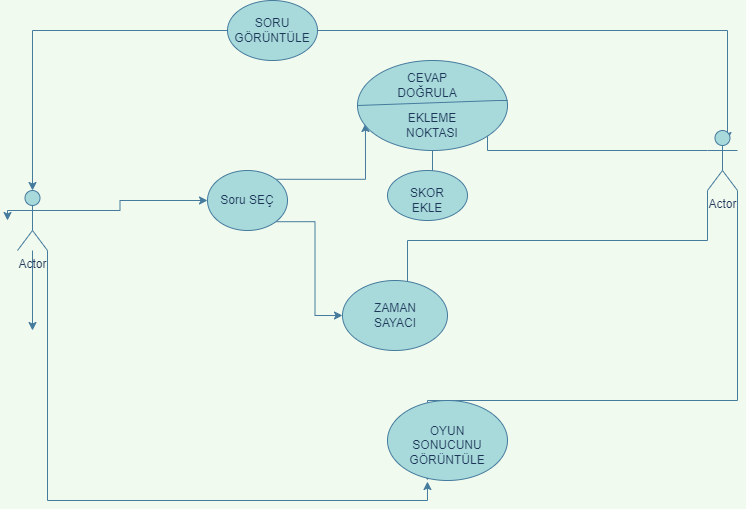 SORU
GÖRÜNTÜLE
CEVAP
DOĞRULA
EKLEME
NOKTASI
Soru SEÇ
SKOR
EKLE
Actor
Actor
ZAMAN
SAYACI
OYUN
SONUCUNU
GÖRÜNTÜLE